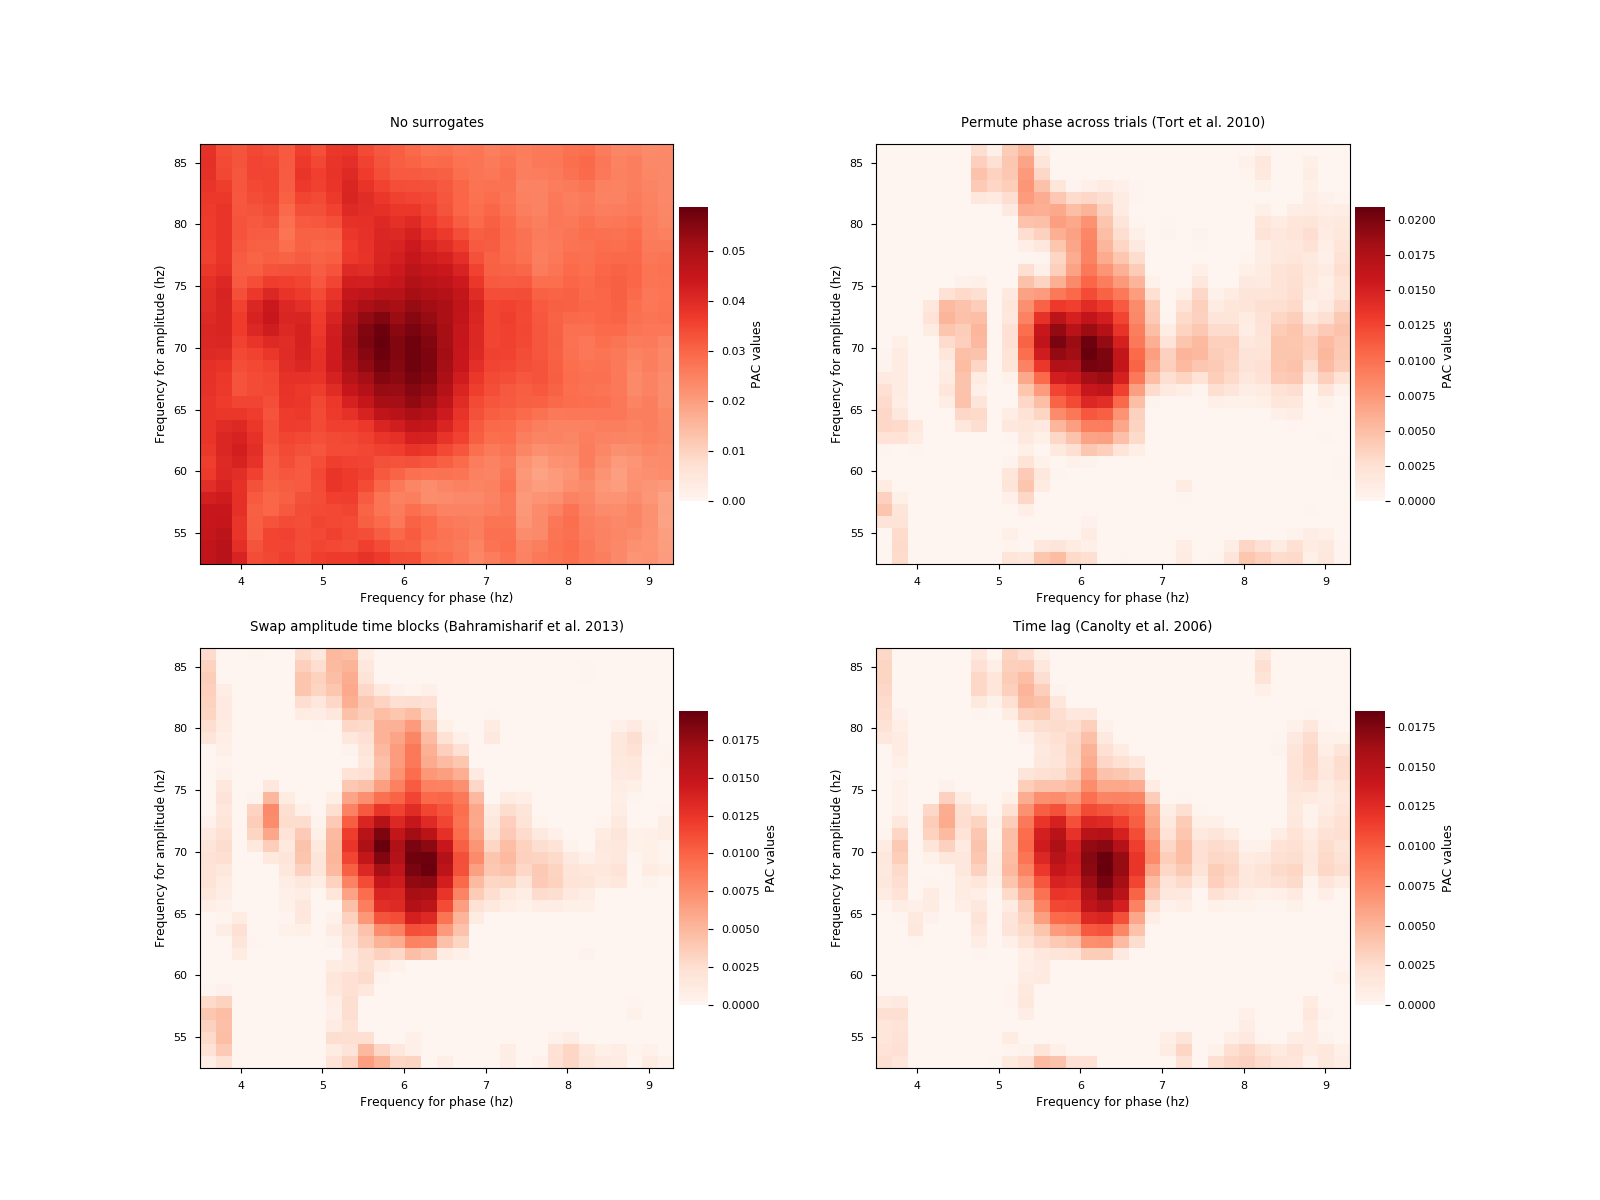 No surrogates
85
80
75
70
65
60
55
Frequency for amplitude (hz)
4 5 6 7 8 9
Frequency for phase (hz)
0.05
0.04
0.03
0.02
0.01
0.00
PAC values
Permute phase across trials (Tort et al. 2010)
85
80
75
70
65
60
55
Frequency for amplitude (hz)
4 5 6 7 8 9
Frequency for phase (hz)
0.0200
0.0175
0.0150
0.0125
0.0100
0.0075
0.0050
0.0025
0.0000
PAC values
Swap amplitude time blocks (Bahramisharif et al. 2013)
85
80
75
70
65
60
55
Frequency for amplitude (hz)
4 5 6 7 8 9
Frequency for phase (hz)
0.0175
0.0150
0.0125
0.0100
0.0075
0.0050
0.0025
0.0000
PAC values
Time lag (Canolty et al. 2006)
85
80
75
70
65
60
55
Frequency for amplitude (hz)
4 5 6 7 8 9
Frequency for phase (hz)
0.0175
0.0150
0.0125
0.0100
0.0075
0.0050
0.0025
0.0000
PAC values